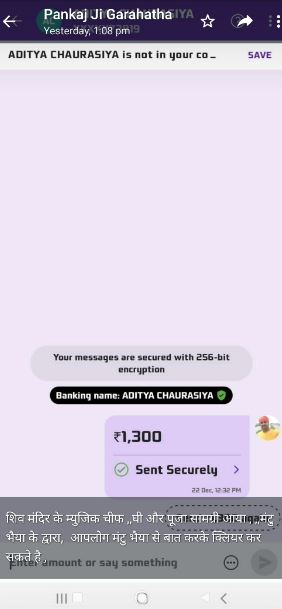 Pankaj Ji Garahatha
Yesterday, 1:08 pm
ADITYA CHAURASIYA is not in your co...
SAVE
Your messages are secured with 256-bit
encryption
Banking name: ADITYA CHAURASIYA
₹1,300
Sent Securely
22 Dec, 12:32 PM
शिव मंदिर के म्युजिक चीफ ,,घी और पूजा सामग्री आया ,,मंटु
भैया के द्वारा, आपलोग मंटु भैया से बात करके क्लियर कर
सकते है,,
Enter amount or say something